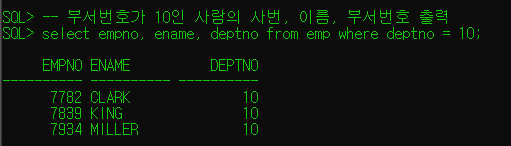 SQL> -- 부서번호가 10인 사람의 사번, 이름, 부서번호 출력
SQL> select empno, ename, deptno from emp where deptno = 10;
EMPNO ENAME DEPTNO
---------- ---------- ----------
7782 CLARK 10
7839 KING 10
7934 MILLER 10